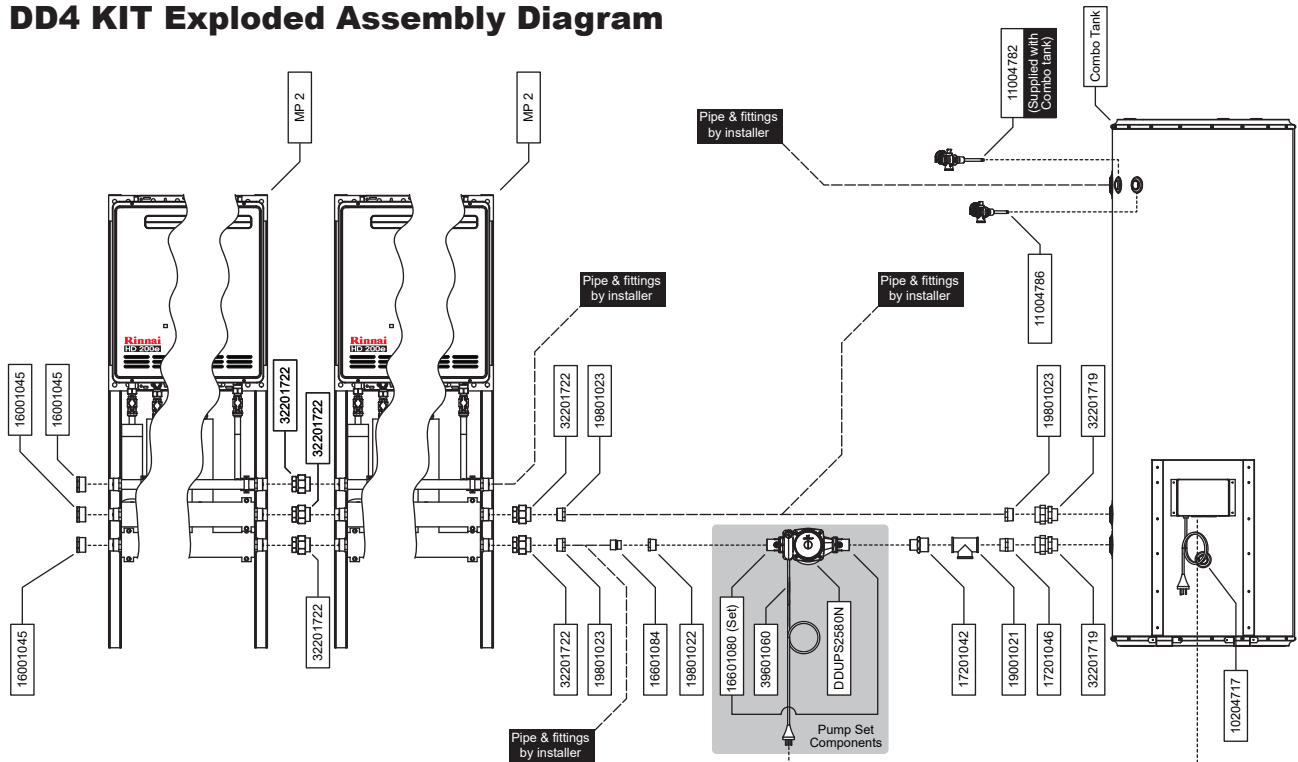 DD4 KIT Exploded Assembly Diagram
MP 2
MP 2
11004782
(Supplied with
Combo tank)
Combo Tank
Pipe & fittings
by installer
11004786
Pipe & fittings
by installer
Pipe & fittings
by installer
Rinnai
HD 200e
Rinnai
HD 200e
16001045
16001045
32201722
32201722
32201722
19801023
19801023
32201719
16001045
32201722
32201722
19801023
16601084
19801022
16601080 (Set)
39601060
DDUPS2580N
Pump Set
Components
17201042
19001021
17201046
32201719
10204717
Pipe & fittings
by installer